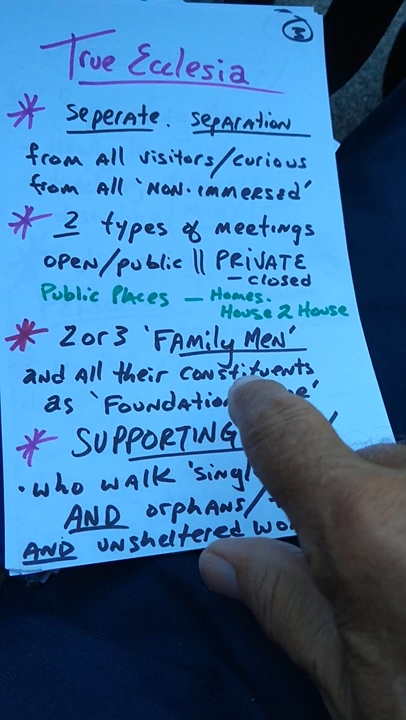 3
True Ecclesia
* Seperate. Separation
from All visitors/curious
from All 'NON-immersed'
* 2 types of meetings
open/public || PRIVATE
- closed
Public Places - Homes.
House 2 House
* 2 or 3 'FAmily MEN'
and All their constituents
as 'Foundation
* SUPPORTING
• who WALK 'singl
AND orphans/
AND unsheltered